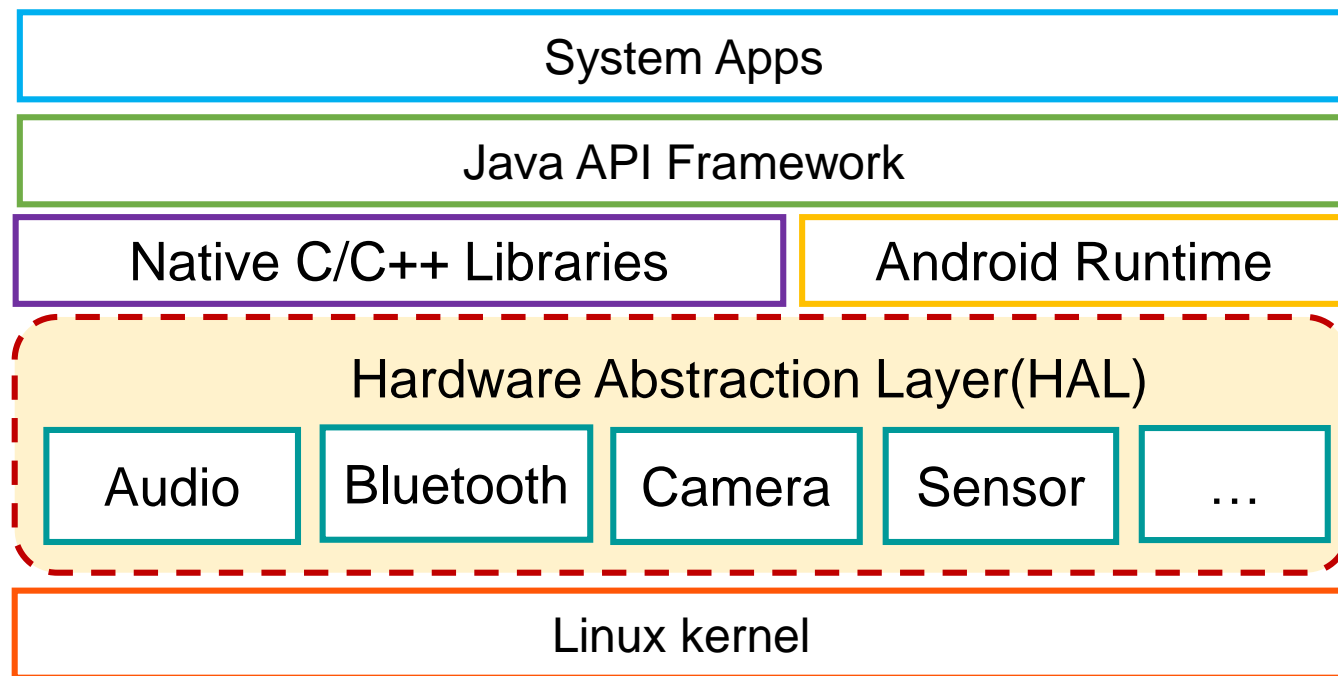 System Apps
Java API Framework
Native C/C++ Libraries
Android Runtime
Hardware Abstraction Layer(HAL)
Audio
Bluetooth
Camera
Sensor
…
Linux kernel